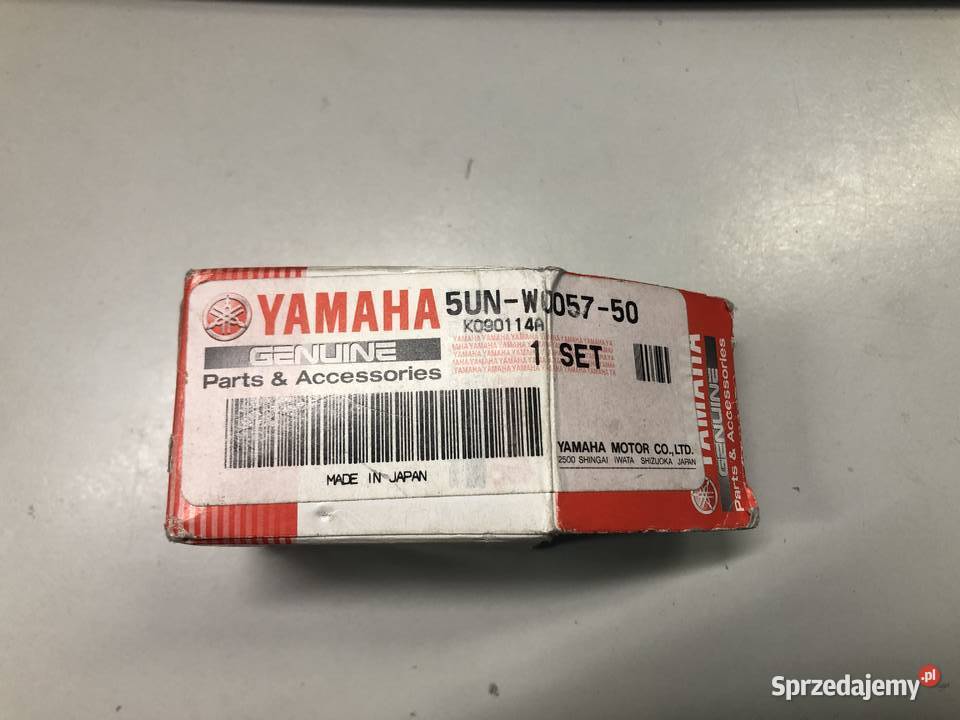 YAMAHA
GENUINE
Parts & Accessories
5UN-W0057-50
K090114A
YAMAHAYAMAHAYAMAHAYAMAHAYA
1 SET
MADE IN JAPAN
YAMAHA MOTOR CO.,LTD.
2500 SHINGAI IWATA SHIZUOKA JAPAN
YAMAHA
GENUINE
Parts & Accessories
Sprzedajemy.pl